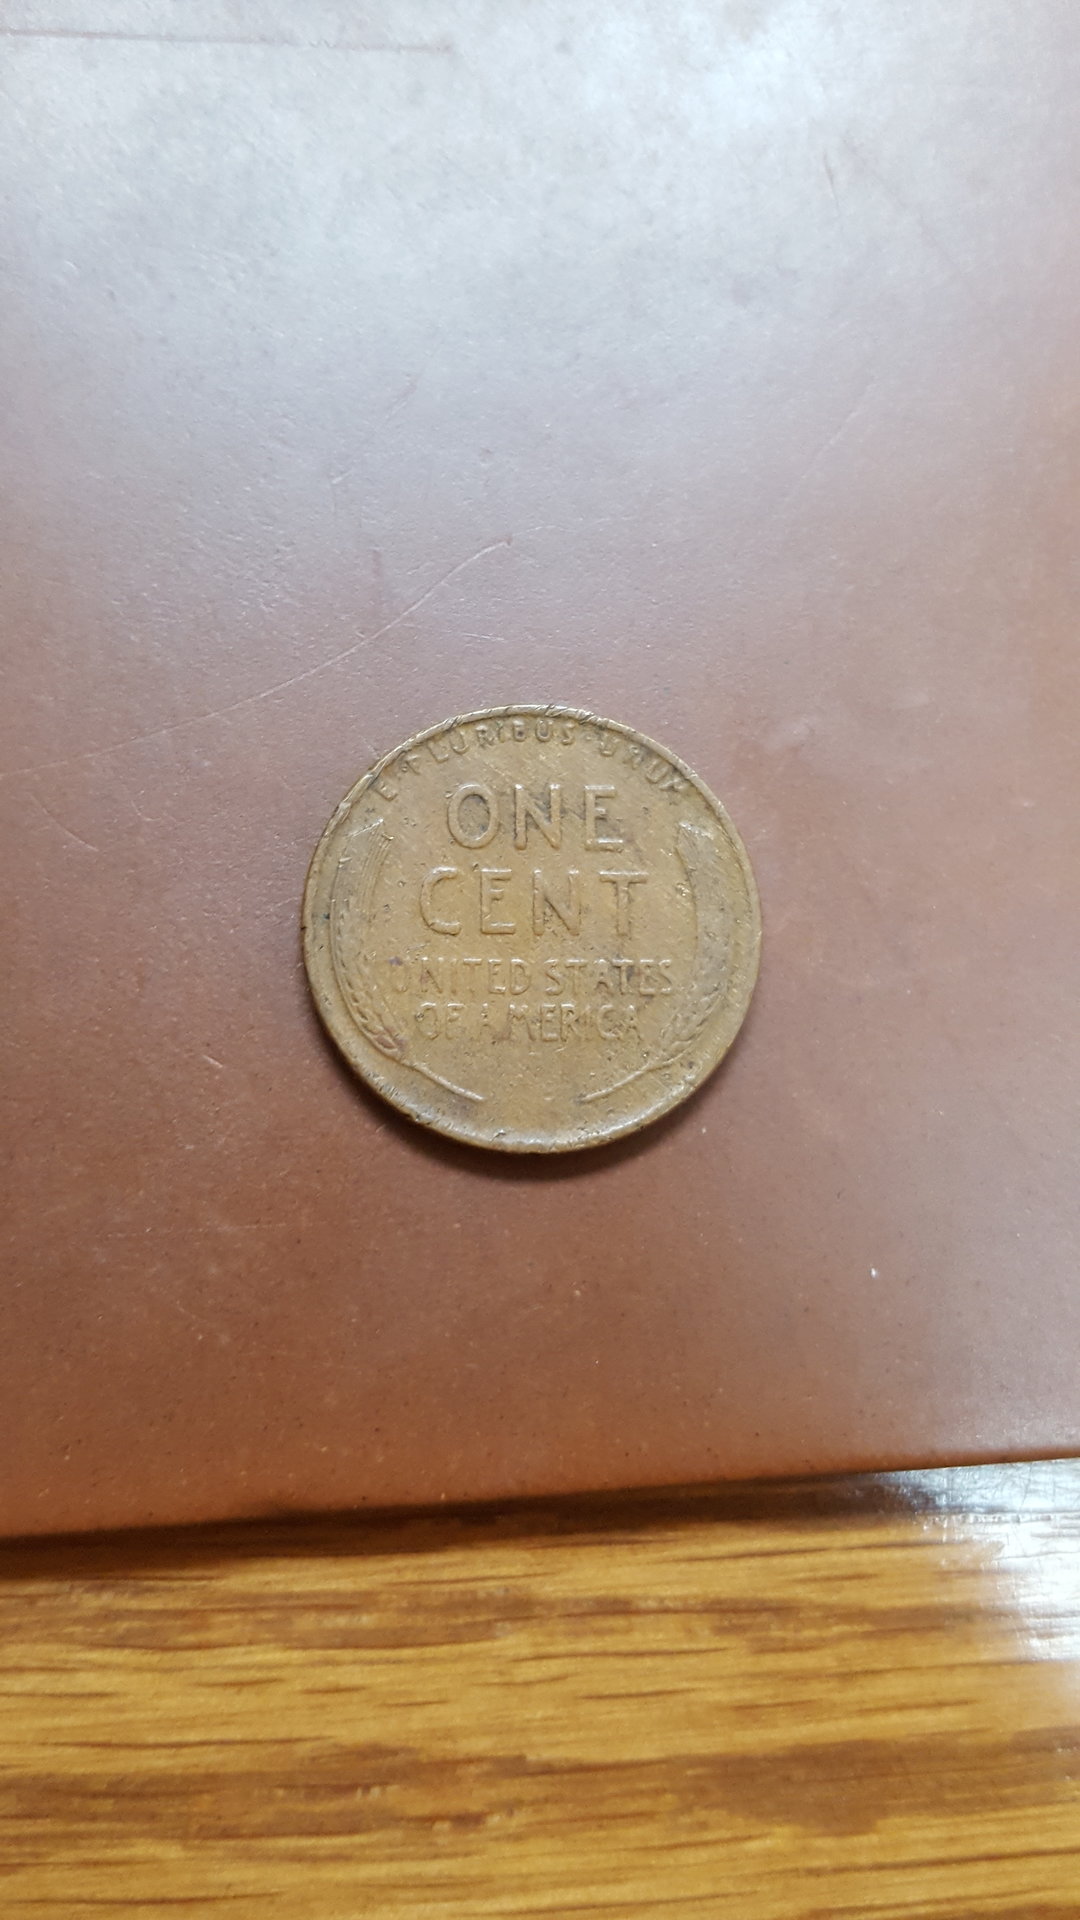 E·PLURIBUS·UNUM
ONE
CENT
UNITED STATES
OF AMERICA